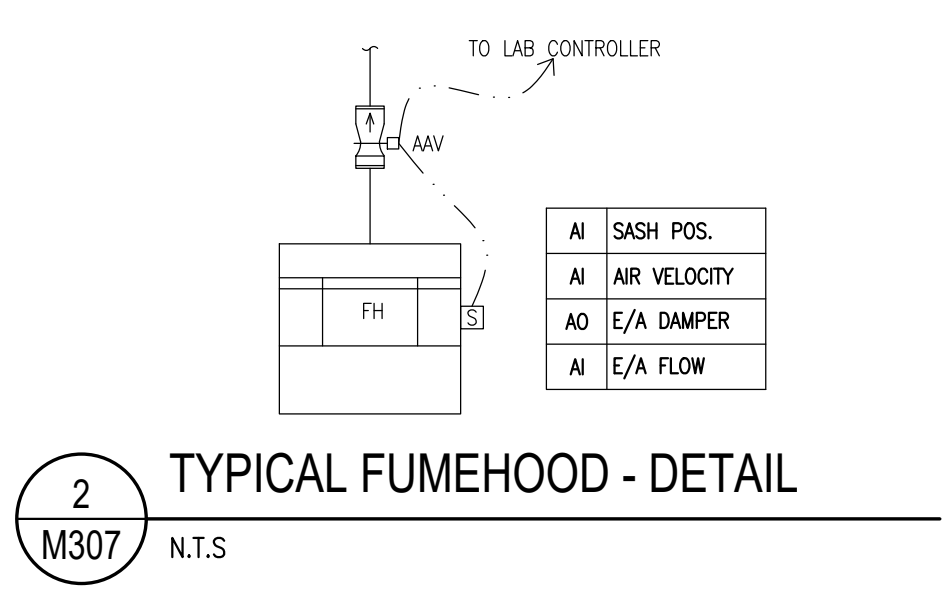 TO LAB CONTROLLER
AAV
FH
S
AI SASH POS.
AI AIR VELOCITY
AO E/A DAMPER
AI E/A FLOW
2
M307
TYPICAL FUMEHOOD - DETAIL
N.T.S